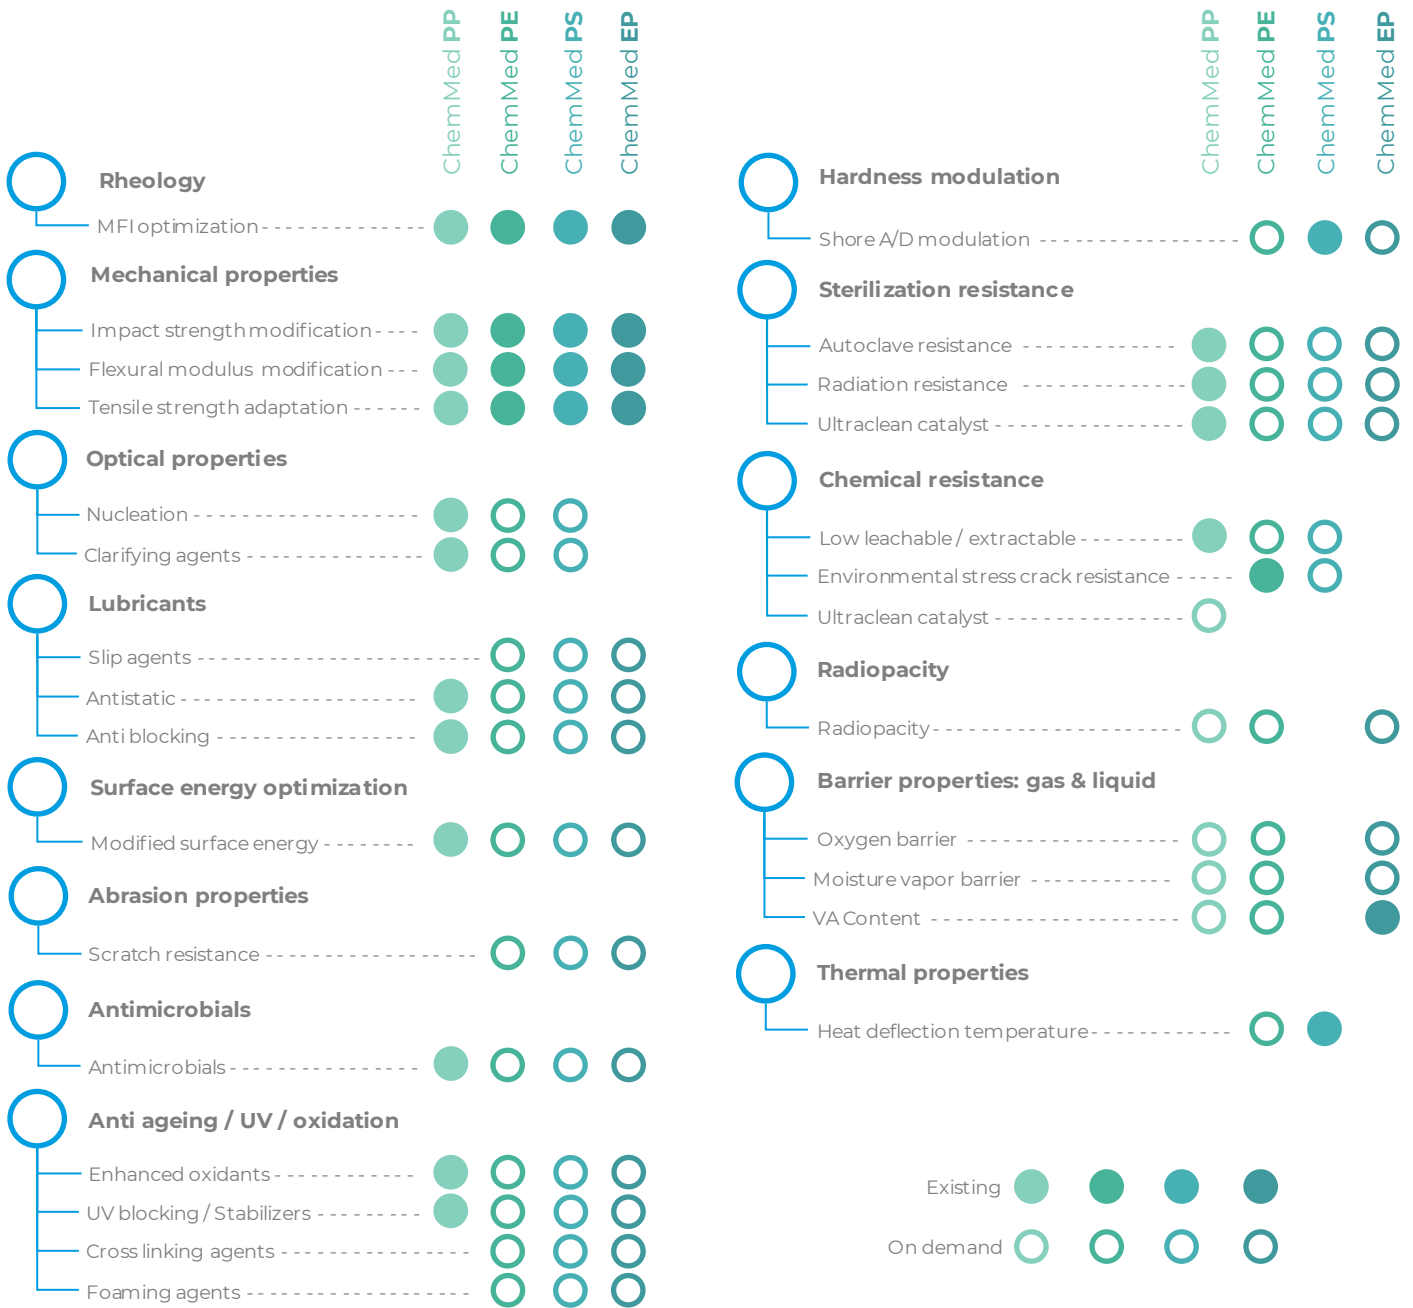 ChemMed PP
ChemMed PE
ChemMed PS
ChemMed EP
Rheology
MFI optimization
Mechanical properties
Impact strength modification
Flexural modulus modification
Tensile strength adaptation
Optical properties
Nucleation
Clarifying agents
Lubricants
Slip agents
Antistatic
Anti blocking
Surface energy optimization
Modified surface energy
Abrasion properties
Scratch resistance
Antimicrobials
Antimicrobials
Anti ageing / UV / oxidation
Enhanced oxidants
UV blocking / Stabilizers
Cross linking agents
Foaming agents
ChemMed PP
ChemMed PE
ChemMed PS
ChemMed EP
Hardness modulation
Shore A/D modulation
Sterilization resistance
Autoclave resistance
Radiation resistance
Ultraclean catalyst
Chemical resistance
Low leachable / extractable
Environmental stress crack resistance
Ultraclean catalyst
Radiopacity
Radiopacity
Barrier properties: gas & liquid
Oxygen barrier
Moisture vapor barrier
VA Content
Thermal properties
Heat deflection temperature
Existing
On demand